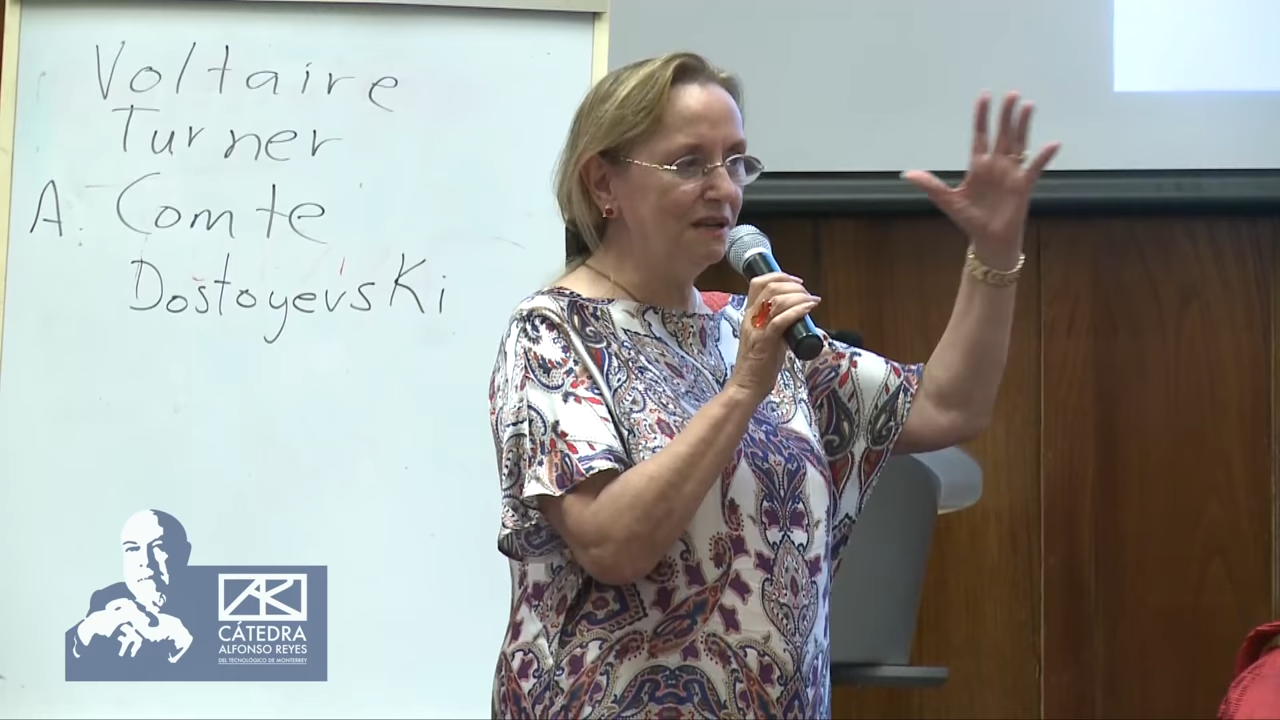 Voltaire
Turner
A. Comte
Dostoyevski
CÁTEDRA
ALFONSO REYES
DEL TECNOLÓGICO DE MONTERREY